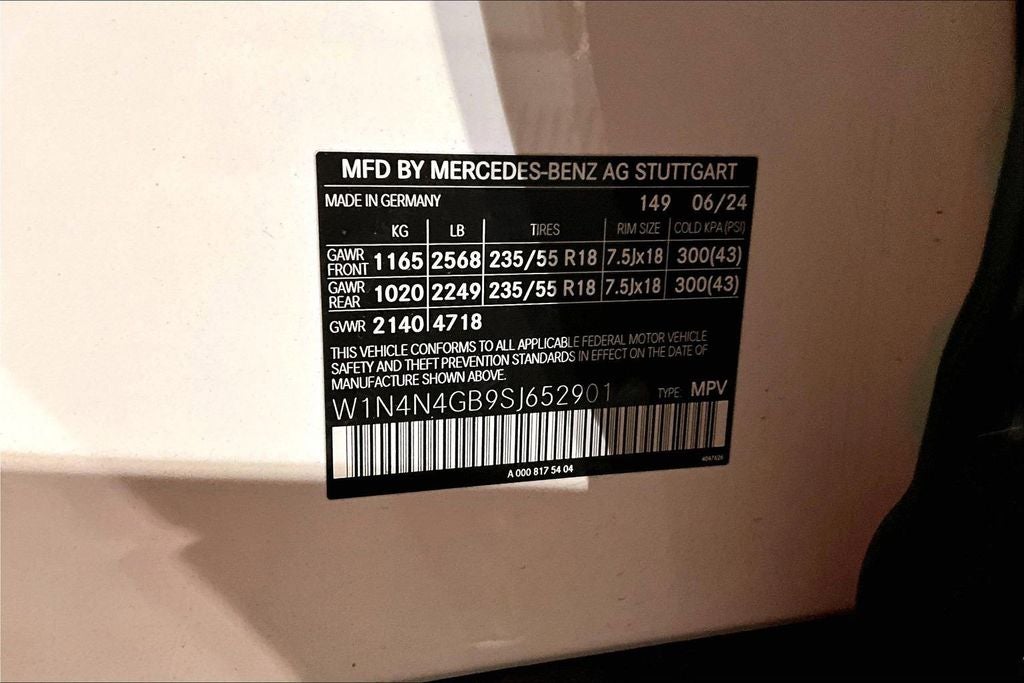 MFD BY MERCEDES-BENZ AG STUTTGART
MADE IN GERMANY 149 06/24
KG LB TIRES RIM SIZE COLD KPA(PSI)
GAWR FRONT 1165 2568 235/55 R18 7.5Jx18 300(43)
GAWR REAR 1020 2249 235/55 R18 7.5Jx18 300(43)
GVWR 2140 4718
THIS VEHICLE CONFORMS TO ALL APPLICABLE FEDERAL MOTOR VEHICLE
SAFETY AND THEFT PREVENTION STANDARDS IN EFFECT ON THE DATE OF
MANUFACTURE SHOWN ABOVE.
W1N4N4GB9SJ652901 TYPE: MPV
A 000 817 54 04